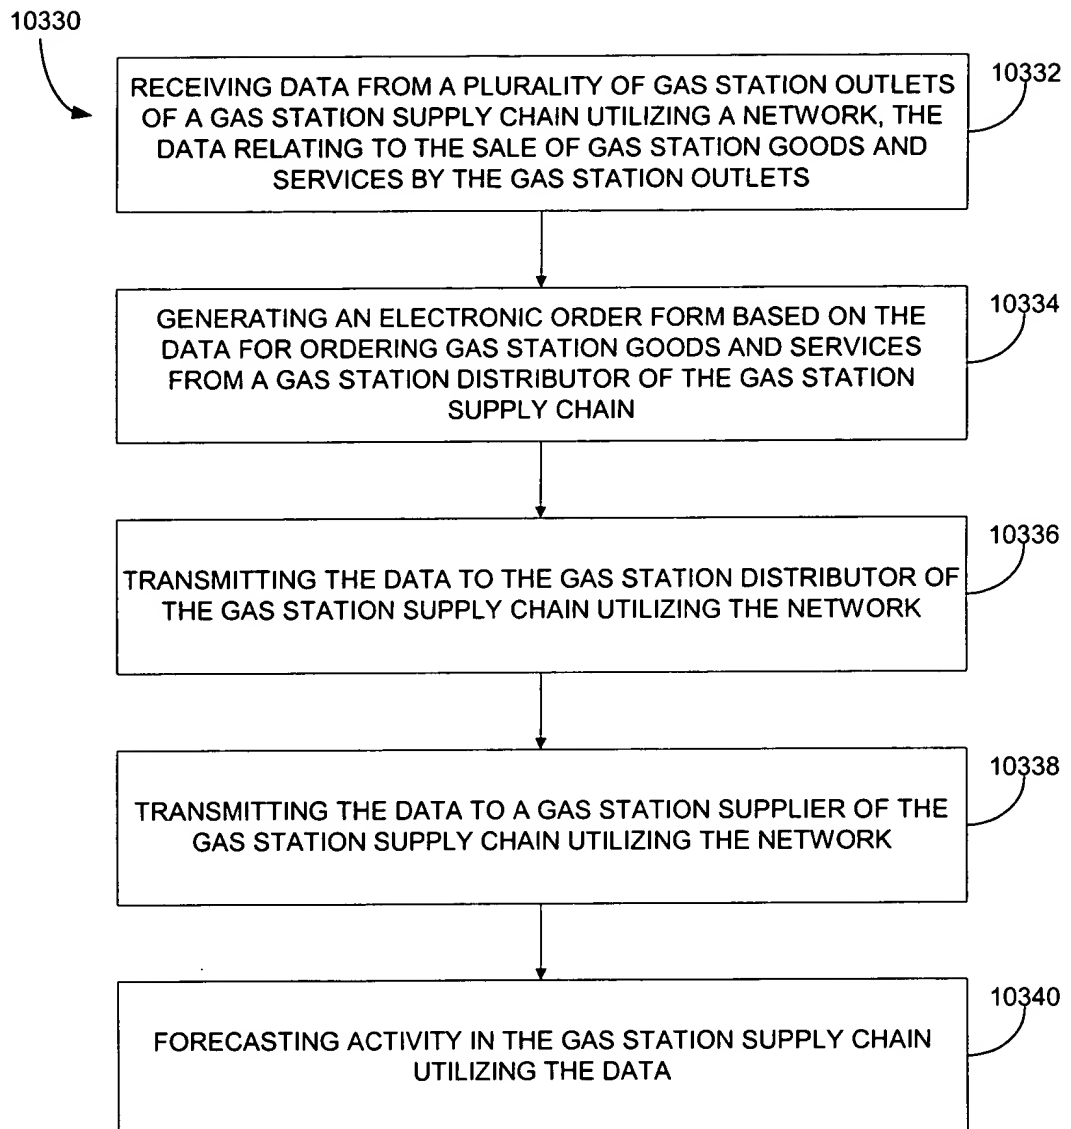 10330
10332
RECEIVING DATA FROM A PLURALITY OF GAS STATION OUTLETS
OF A GAS STATION SUPPLY CHAIN UTILIZING A NETWORK, THE
DATA RELATING TO THE SALE OF GAS STATION GOODS AND
SERVICES BY THE GAS STATION OUTLETS
10334
GENERATING AN ELECTRONIC ORDER FORM BASED ON THE
DATA FOR ORDERING GAS STATION GOODS AND SERVICES
FROM A GAS STATION DISTRIBUTOR OF THE GAS STATION
SUPPLY CHAIN
10336
TRANSMITTING THE DATA TO THE GAS STATION DISTRIBUTOR OF
THE GAS STATION SUPPLY CHAIN UTILIZING THE NETWORK
10338
TRANSMITTING THE DATA TO A GAS STATION SUPPLIER OF THE
GAS STATION SUPPLY CHAIN UTILIZING THE NETWORK
10340
FORECASTING ACTIVITY IN THE GAS STATION SUPPLY CHAIN
UTILIZING THE DATA